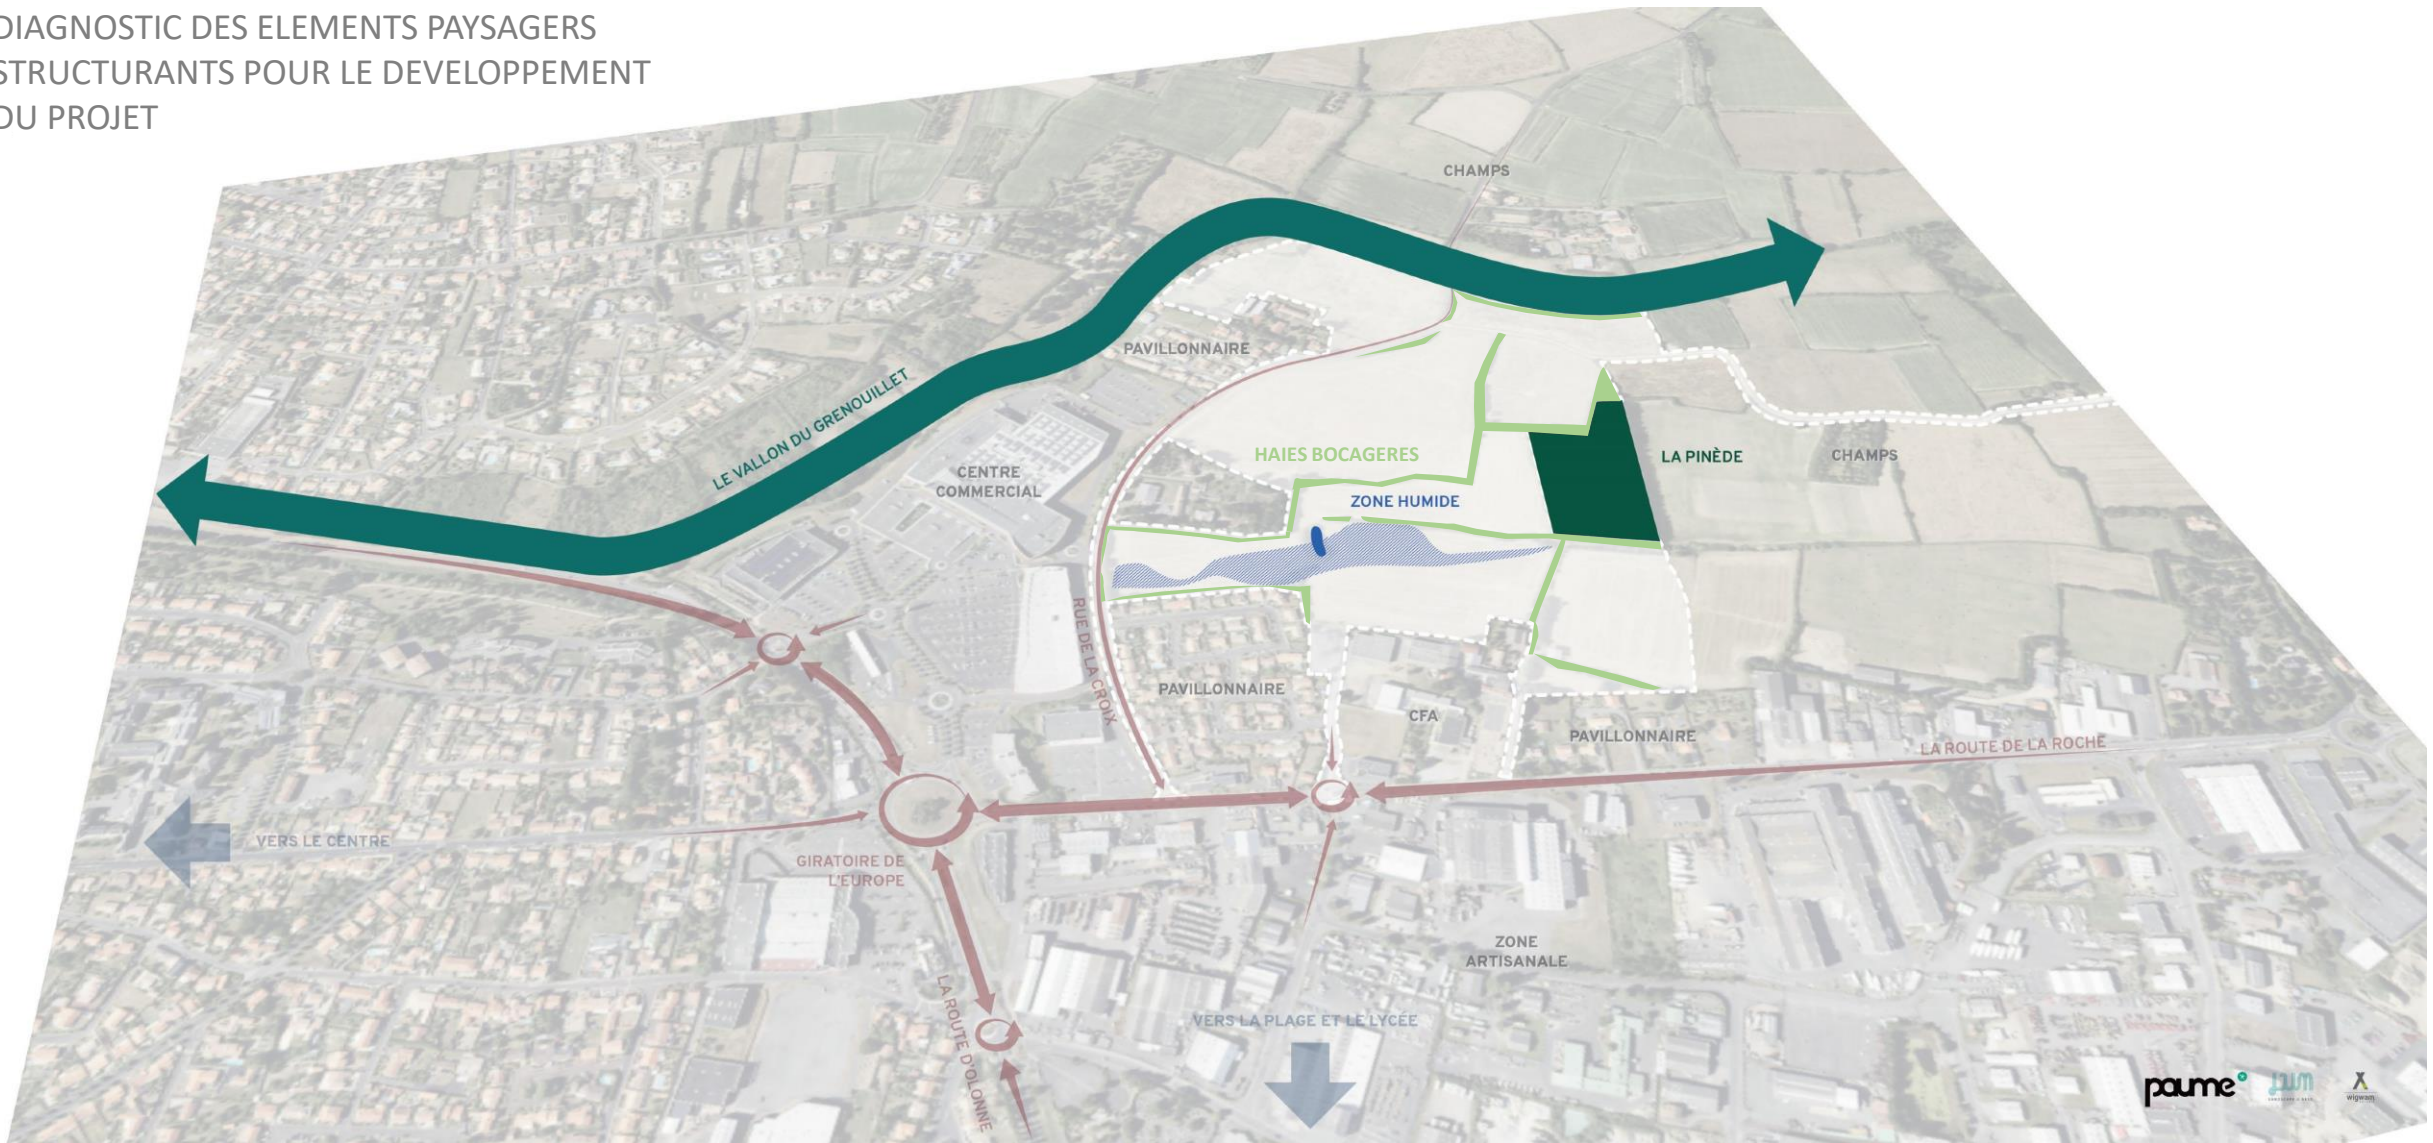 DIAGNOSTIC DES ELEMENTS PAYSAGERS
STRUCTURANTS POUR LE DEVELOPPEMENT
DU PROJET
CHAMPS
PAVILLONNAIRE
LE VALLON DU GRENOUILLET
CENTRE
COMMERCIAL
HAIES BOCAGERES
ZONE HUMIDE
LA PINÈDE
CHAMPS
RUE DE LA CROIX
PAVILLONNAIRE
CFA
PAVILLONNAIRE
LA ROUTE DE LA ROCHE
VERS LE CENTRE
GIRATOIRE DE
L'EUROPE
ZONE
ARTISANALE
LA ROUTE D'OLONNE
VERS LA PLAGE ET LE LYCÉE
paume
wigwam